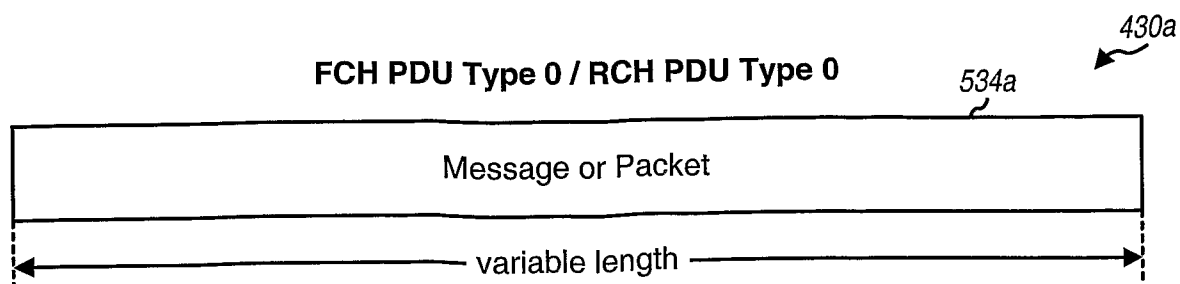 430a
FCH PDU Type 0 / RCH PDU Type 0
534a
Message or Packet
variable length